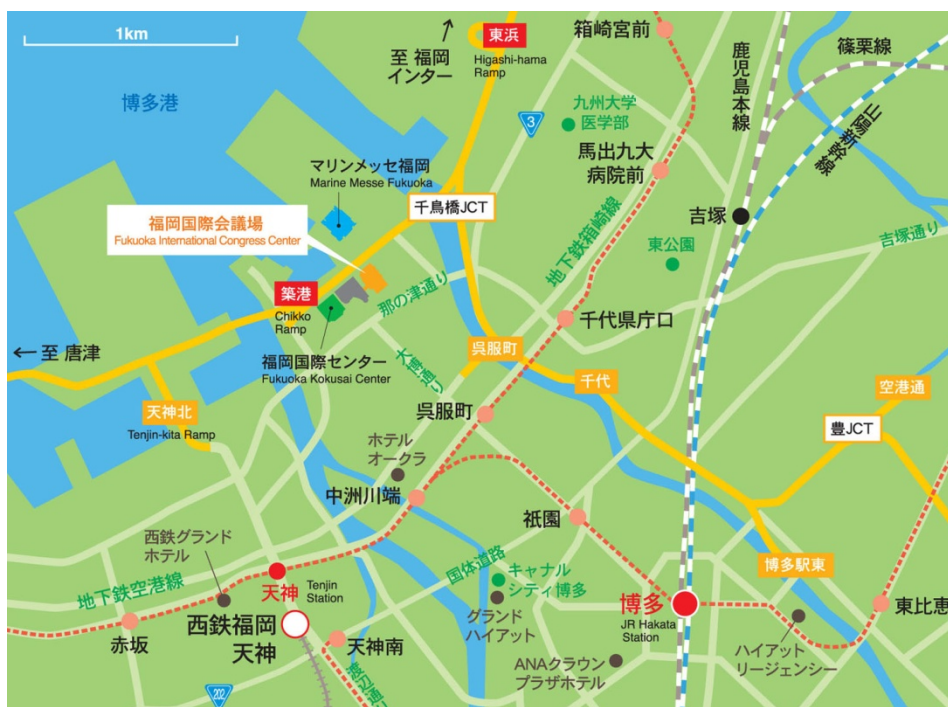 1km
東浜
Higashi-hama
Ramp
至 福岡
インター
箱崎宮前
鹿児島本線
篠栗線
山陽新幹線
博多港
3
九州大学
医学部
馬出九大
病院前
マリンメッセ福岡
Marine Messe Fukuoka
千鳥橋JCT
吉塚
福岡国際会議場
Fukuoka International Congress Center
地下鉄箱崎線
東公園
吉塚通り
築港
Chikko
Ramp
那の津通り
千代県庁口
← 至 唐津
福岡国際センター
Fukuoka Kokusai Center
大博通り
呉服町
千代
空港通
天神北
Tenjin-kita Ramp
呉服町
豊JCT
ホテル
オークラ
中洲川端
祇園
西鉄グランド
ホテル
国体道路
博多駅東
地下鉄空港線
天神
Tenjin
Station
キャナル
シティ博多
グランド
ハイアット
博多
JR Hakata
Station
東比恵
赤坂
西鉄福岡
天神
天神南
ハイアット
リージェンシー
ANAクラウン
プラザホテル
渡辺通
202